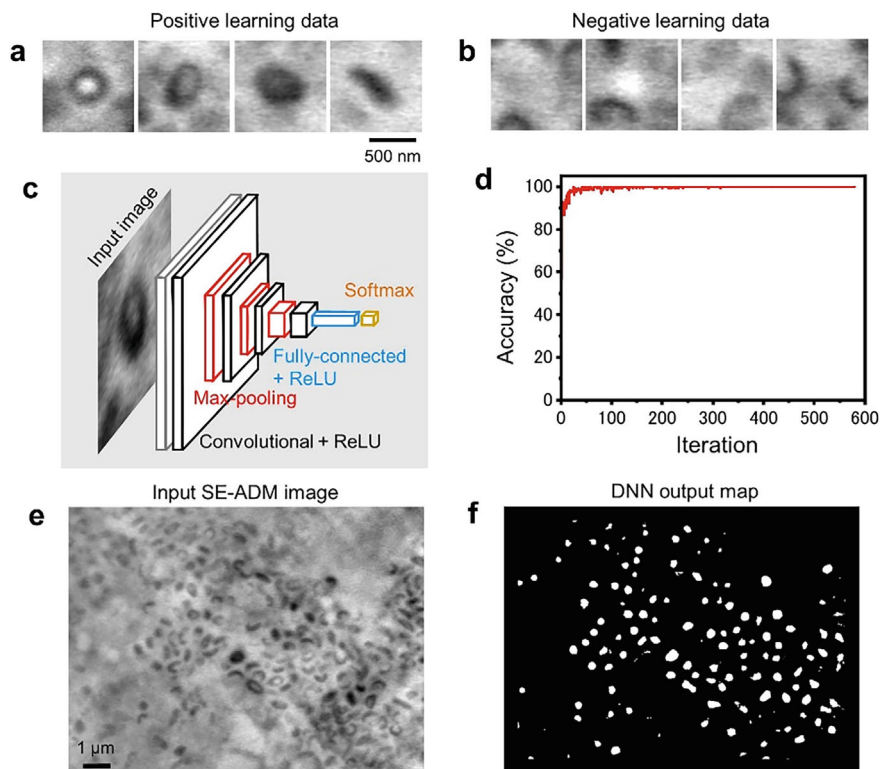 Positive learning data
Negative learning data
a
b
500 nm
c
Input image
Softmax
Fully-connected
+ ReLU
Max-pooling
Convolutional + ReLU
d
Accuracy (%)
100
80
60
40
20
0
0 100 200 300 400 500 600
Iteration
Input SE-ADM image
DNN output map
e
1 µm
f